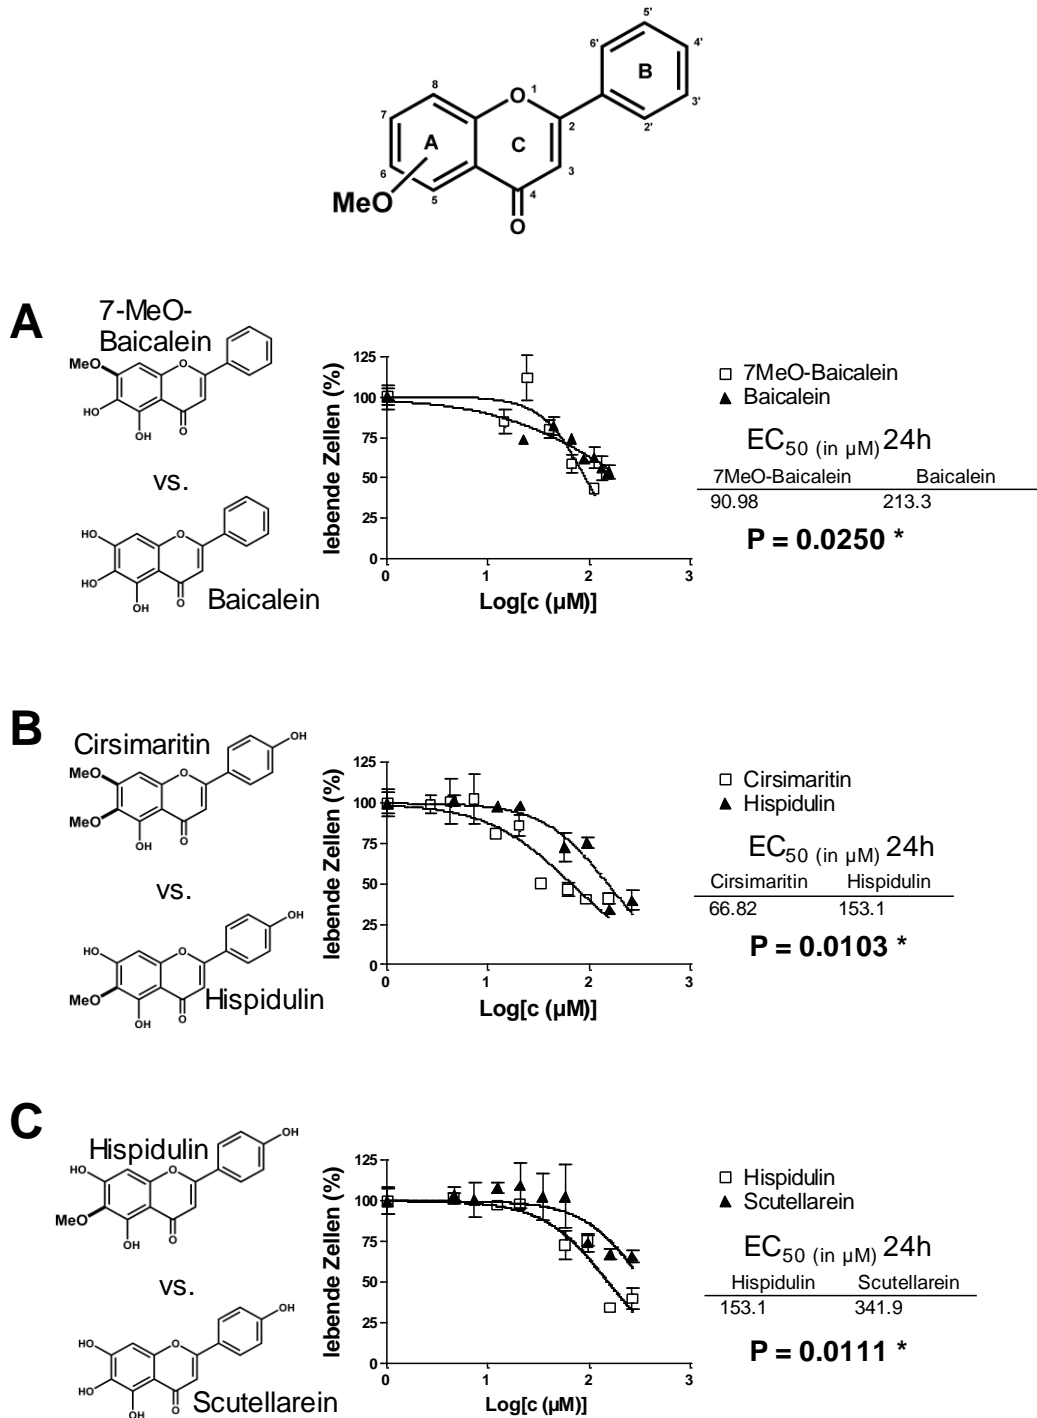 5'
6'
4'
B
8
O
1
3'
7
2
2'
A
C
6
3
5
4
MeO
O
A
7-MeO-
Baicalein
MeO
O
HO
OH
O
vs.
HO
O
HO
OH
O
Baicalein
lebende Zellen (%)
125
100
75
50
25
0
0
1
2
3
Log[c (µM)]
7MeO-Baicalein
Baicalein
EC50 (in µM) 24h
7MeO-Baicalein Baicalein
90.98 213.3
P = 0.0250 *
B
Cirsimaritin
OH
MeO
O
MeO
OH
O
vs.
OH
HO
O
MeO
OH
O
Hispidulin
lebende Zellen (%)
125
100
75
50
25
0
0
1
2
3
Log[c (µM)]
Cirsimaritin
Hispidulin
EC50 (in µM) 24h
Cirsimaritin Hispidulin
66.82 153.1
P = 0.0103 *
C
Hispidulin
OH
HO
O
MeO
OH
O
vs.
OH
HO
O
HO
OH
O
Scutellarein
lebende Zellen (%)
125
100
75
50
25
0
0
1
2
3
Log[c (µM)]
Hispidulin
Scutellarein
EC50 (in µM) 24h
Hispidulin Scutellarein
153.1 341.9
P = 0.0111 *